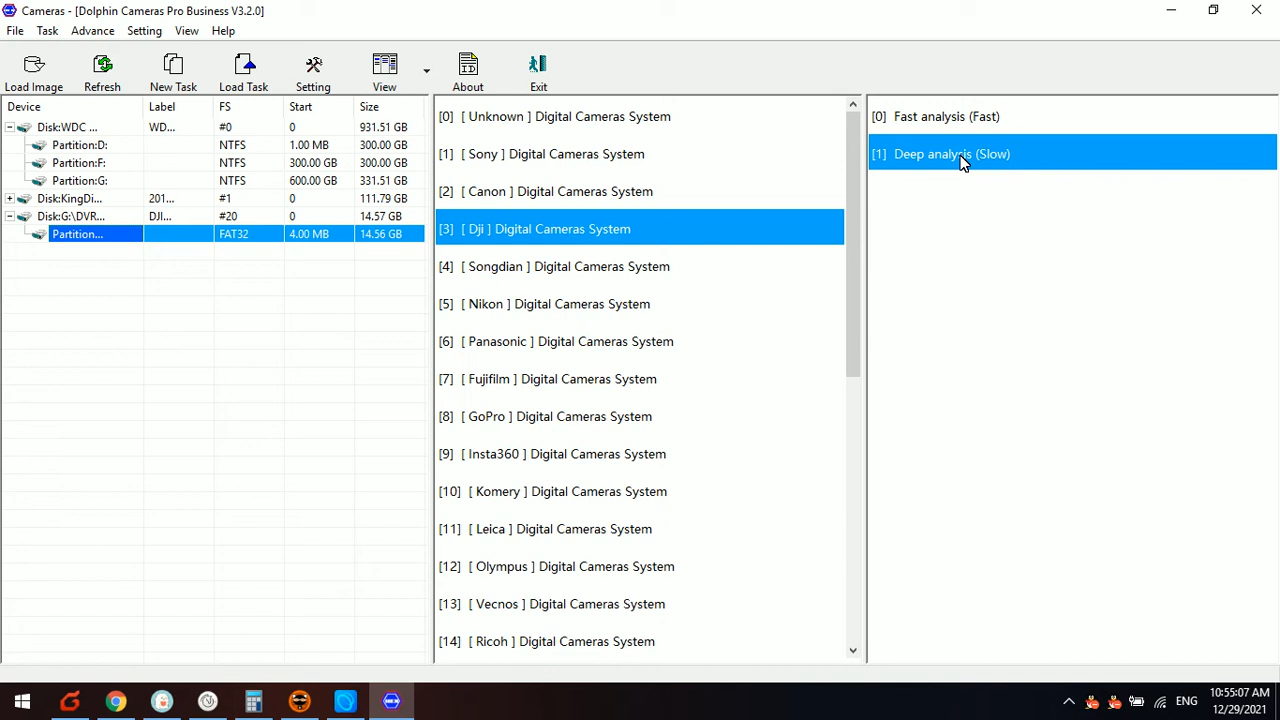 Cameras - [Dolphin Cameras Pro Business V3.2.0]
File Task Advance Setting View Help
Load Image Refresh New Task Load Task Setting View About Exit
Device Label FS Start Size
Disk:WDC ... WD... #0 0 931.51 GB
Partition:D: NTFS 1.00 MB 300.00 GB
Partition:F: NTFS 300.00 GB 300.00 GB
Partition:G: NTFS 600.00 GB 331.51 GB
Disk:KingDi... 201... #1 0 111.79 GB
Disk:G:\DVR... DJI... #20 0 14.57 GB
Partition... FAT32 4.00 MB 14.56 GB
[0] [ Unknown ] Digital Cameras System
[1] [ Sony ] Digital Cameras System
[2] [ Canon ] Digital Cameras System
[3] [ Dji ] Digital Cameras System
[4] [ Songdian ] Digital Cameras System
[5] [ Nikon ] Digital Cameras System
[6] [ Panasonic ] Digital Cameras System
[7] [ Fujifilm ] Digital Cameras System
[8] [ GoPro ] Digital Cameras System
[9] [ Insta360 ] Digital Cameras System
[10] [ Komery ] Digital Cameras System
[11] [ Leica ] Digital Cameras System
[12] [ Olympus ] Digital Cameras System
[13] [ Vecnos ] Digital Cameras System
[14] [ Ricoh ] Digital Cameras System
[0] Fast analysis (Fast)
[1] Deep analysis (Slow)
ENG
10:55:07 AM
12/29/2021